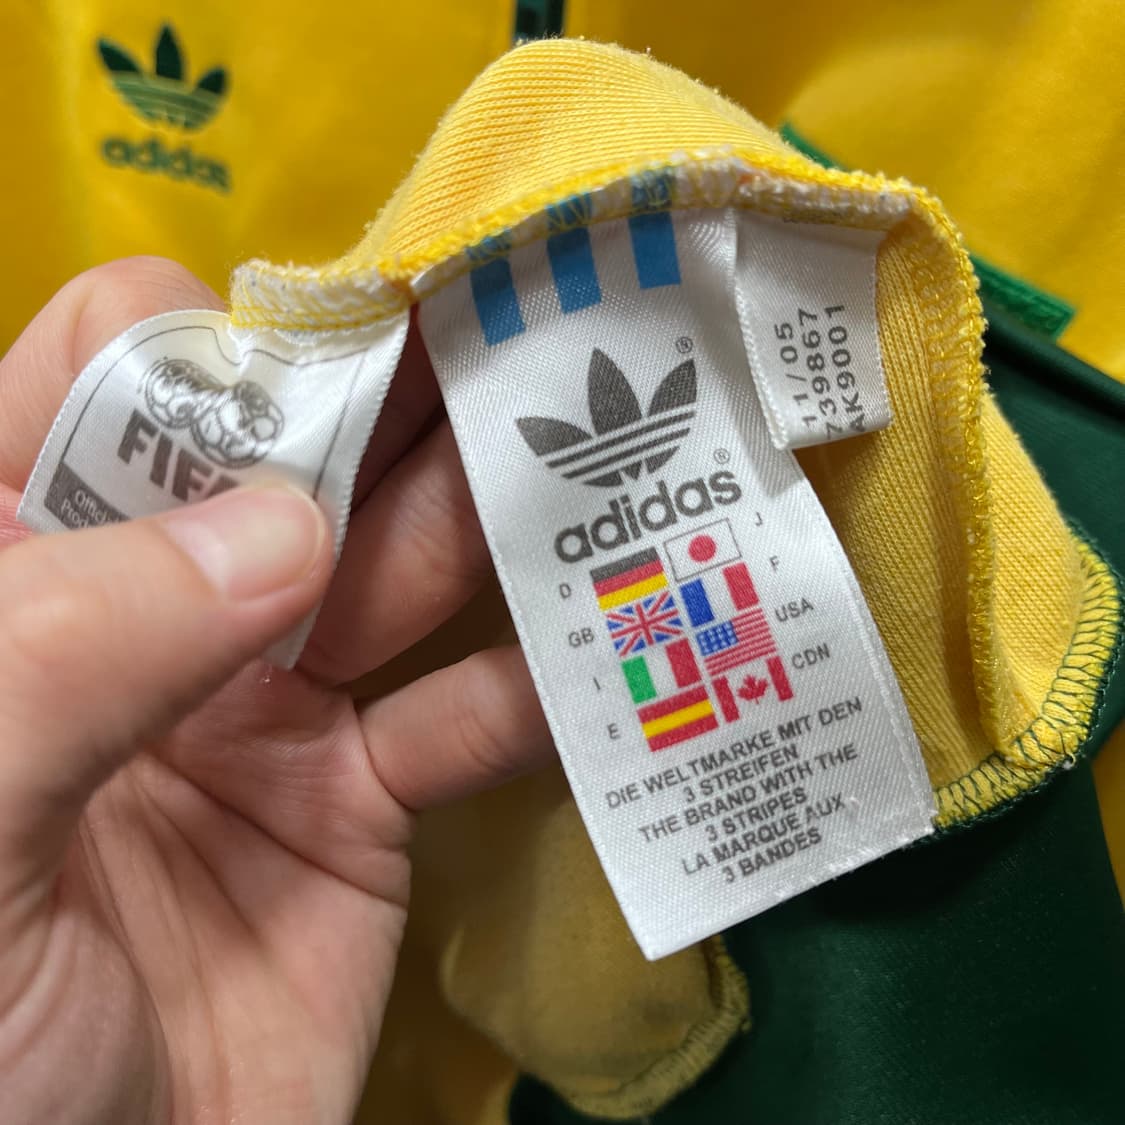 adidas
FIFA
Official
11/05
739867
AK9001
®
®
adidas
D
J
GB
F
I
USA
E
CDN
DIE WELTMARKE MIT DEN
3 STREIFEN
THE BRAND WITH THE
3 STRIPES
LA MARQUE AUX
3 BANDES